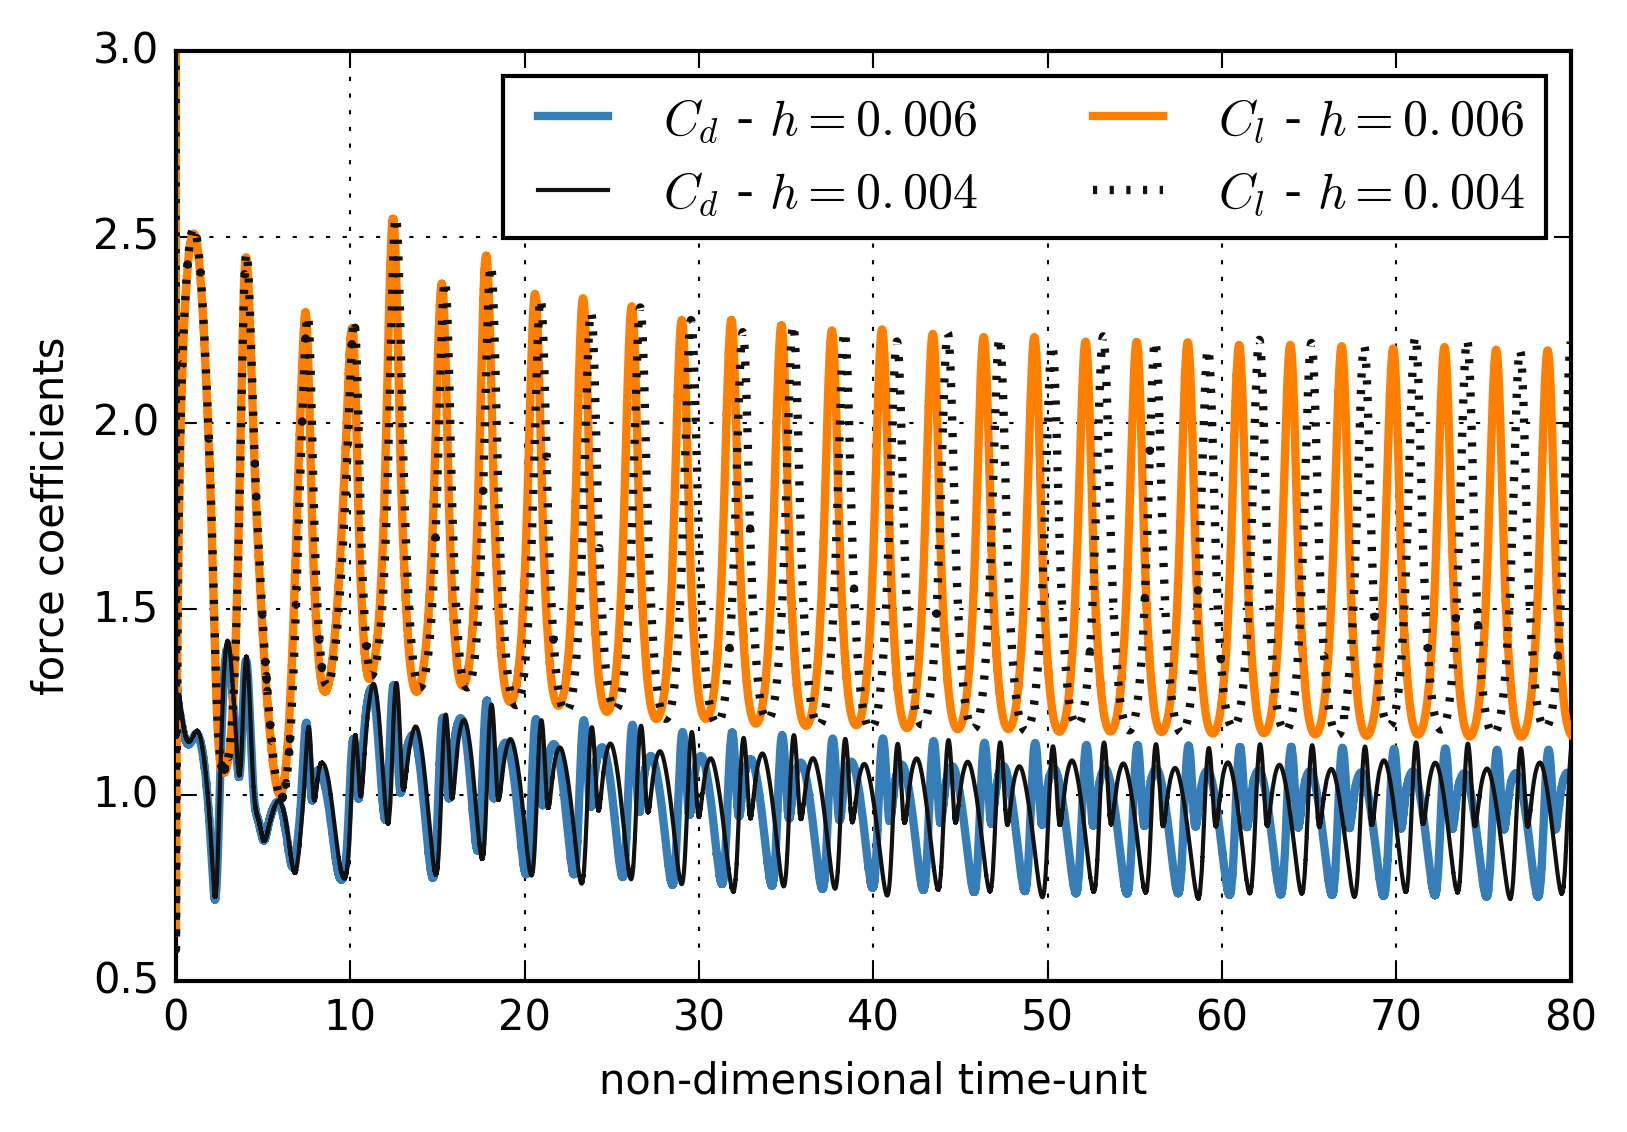 3.0
2.5
2.0
1.5
1.0
0.5
force coefficients
C_d - h = 0.006
C_l - h = 0.006
C_d - h = 0.004
C_l - h = 0.004
0 10 20 30 40 50 60 70 80
non-dimensional time-unit